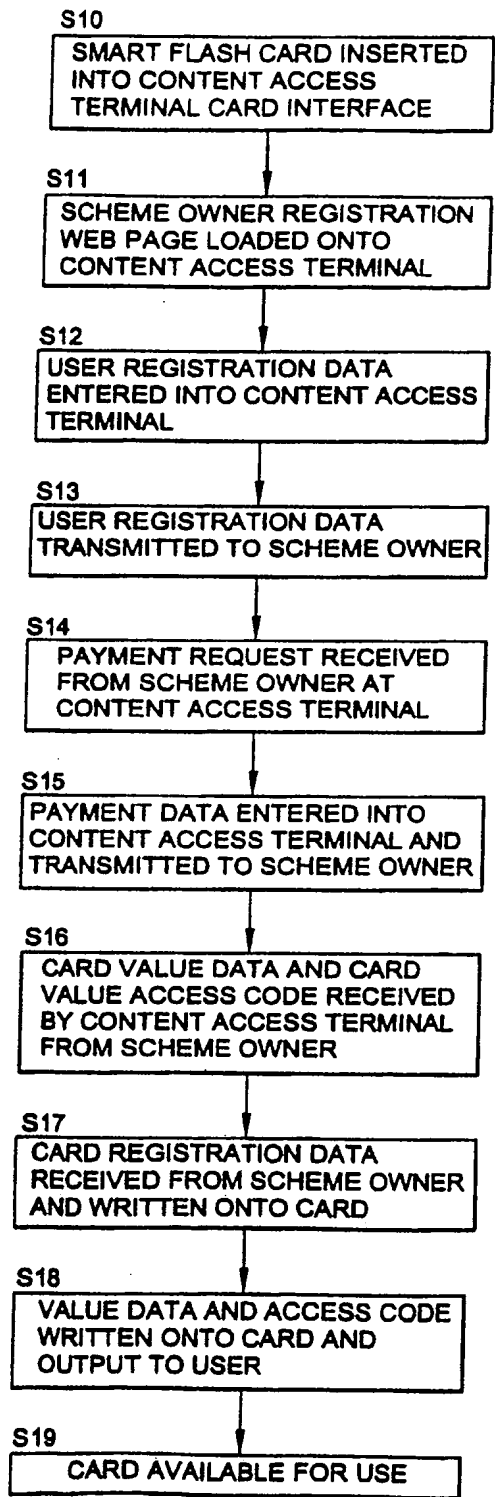 S10
SMART FLASH CARD INSERTED
INTO CONTENT ACCESS
TERMINAL CARD INTERFACE
S11
SCHEME OWNER REGISTRATION
WEB PAGE LOADED ONTO
CONTENT ACCESS TERMINAL
S12
USER REGISTRATION DATA
ENTERED INTO CONTENT ACCESS
TERMINAL
S13
USER REGISTRATION DATA
TRANSMITTED TO SCHEME OWNER
S14
PAYMENT REQUEST RECEIVED
FROM SCHEME OWNER AT
CONTENT ACCESS TERMINAL
S15
PAYMENT DATA ENTERED INTO
CONTENT ACCESS TERMINAL AND
TRANSMITTED TO SCHEME OWNER
S16
CARD VALUE DATA AND CARD
VALUE ACCESS CODE RECEIVED
BY CONTENT ACCESS TERMINAL
FROM SCHEME OWNER
S17
CARD REGISTRATION DATA
RECEIVED FROM SCHEME OWNER
AND WRITTEN ONTO CARD
S18
VALUE DATA AND ACCESS CODE
WRITTEN ONTO CARD AND
OUTPUT TO USER
S19
CARD AVAILABLE FOR USE